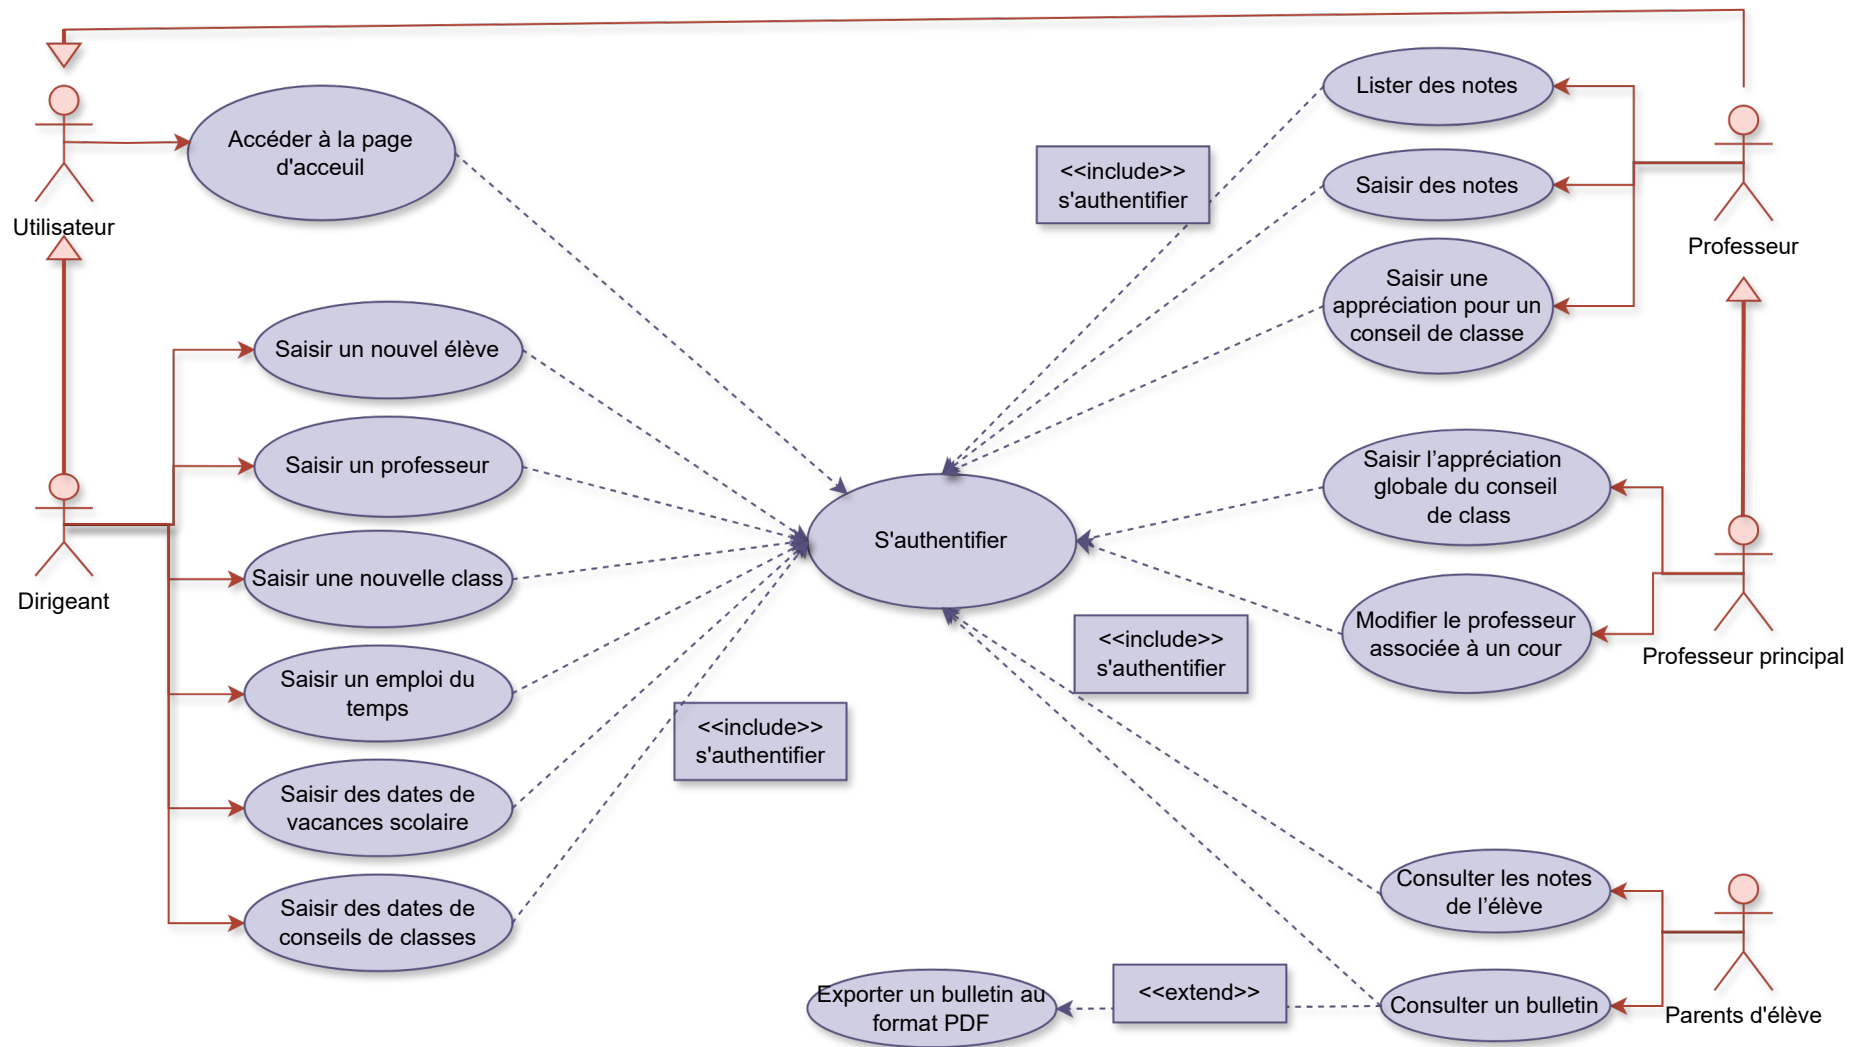 Utilisateur
Accéder à la page
d'acceuil
Saisir un nouvel élève
Saisir un professeur
Dirigeant
Saisir une nouvelle class
Saisir un emploi du
temps
Saisir des dates de
vacances scolaire
Saisir des dates de
conseils de classes
<<include>>
s'authentifier
S'authentifier
<<include>>
s'authentifier
Lister des notes
Saisir des notes
Saisir une
appréciation pour un
conseil de classe
Professeur
Saisir l’appréciation
globale du conseil
de class
Modifier le professeur
associée à un cour
Professeur principal
<<include>>
s'authentifier
Consulter les notes
de l’élève
Consulter un bulletin
Parents d'élève
<<extend>>
Exporter un bulletin au
format PDF